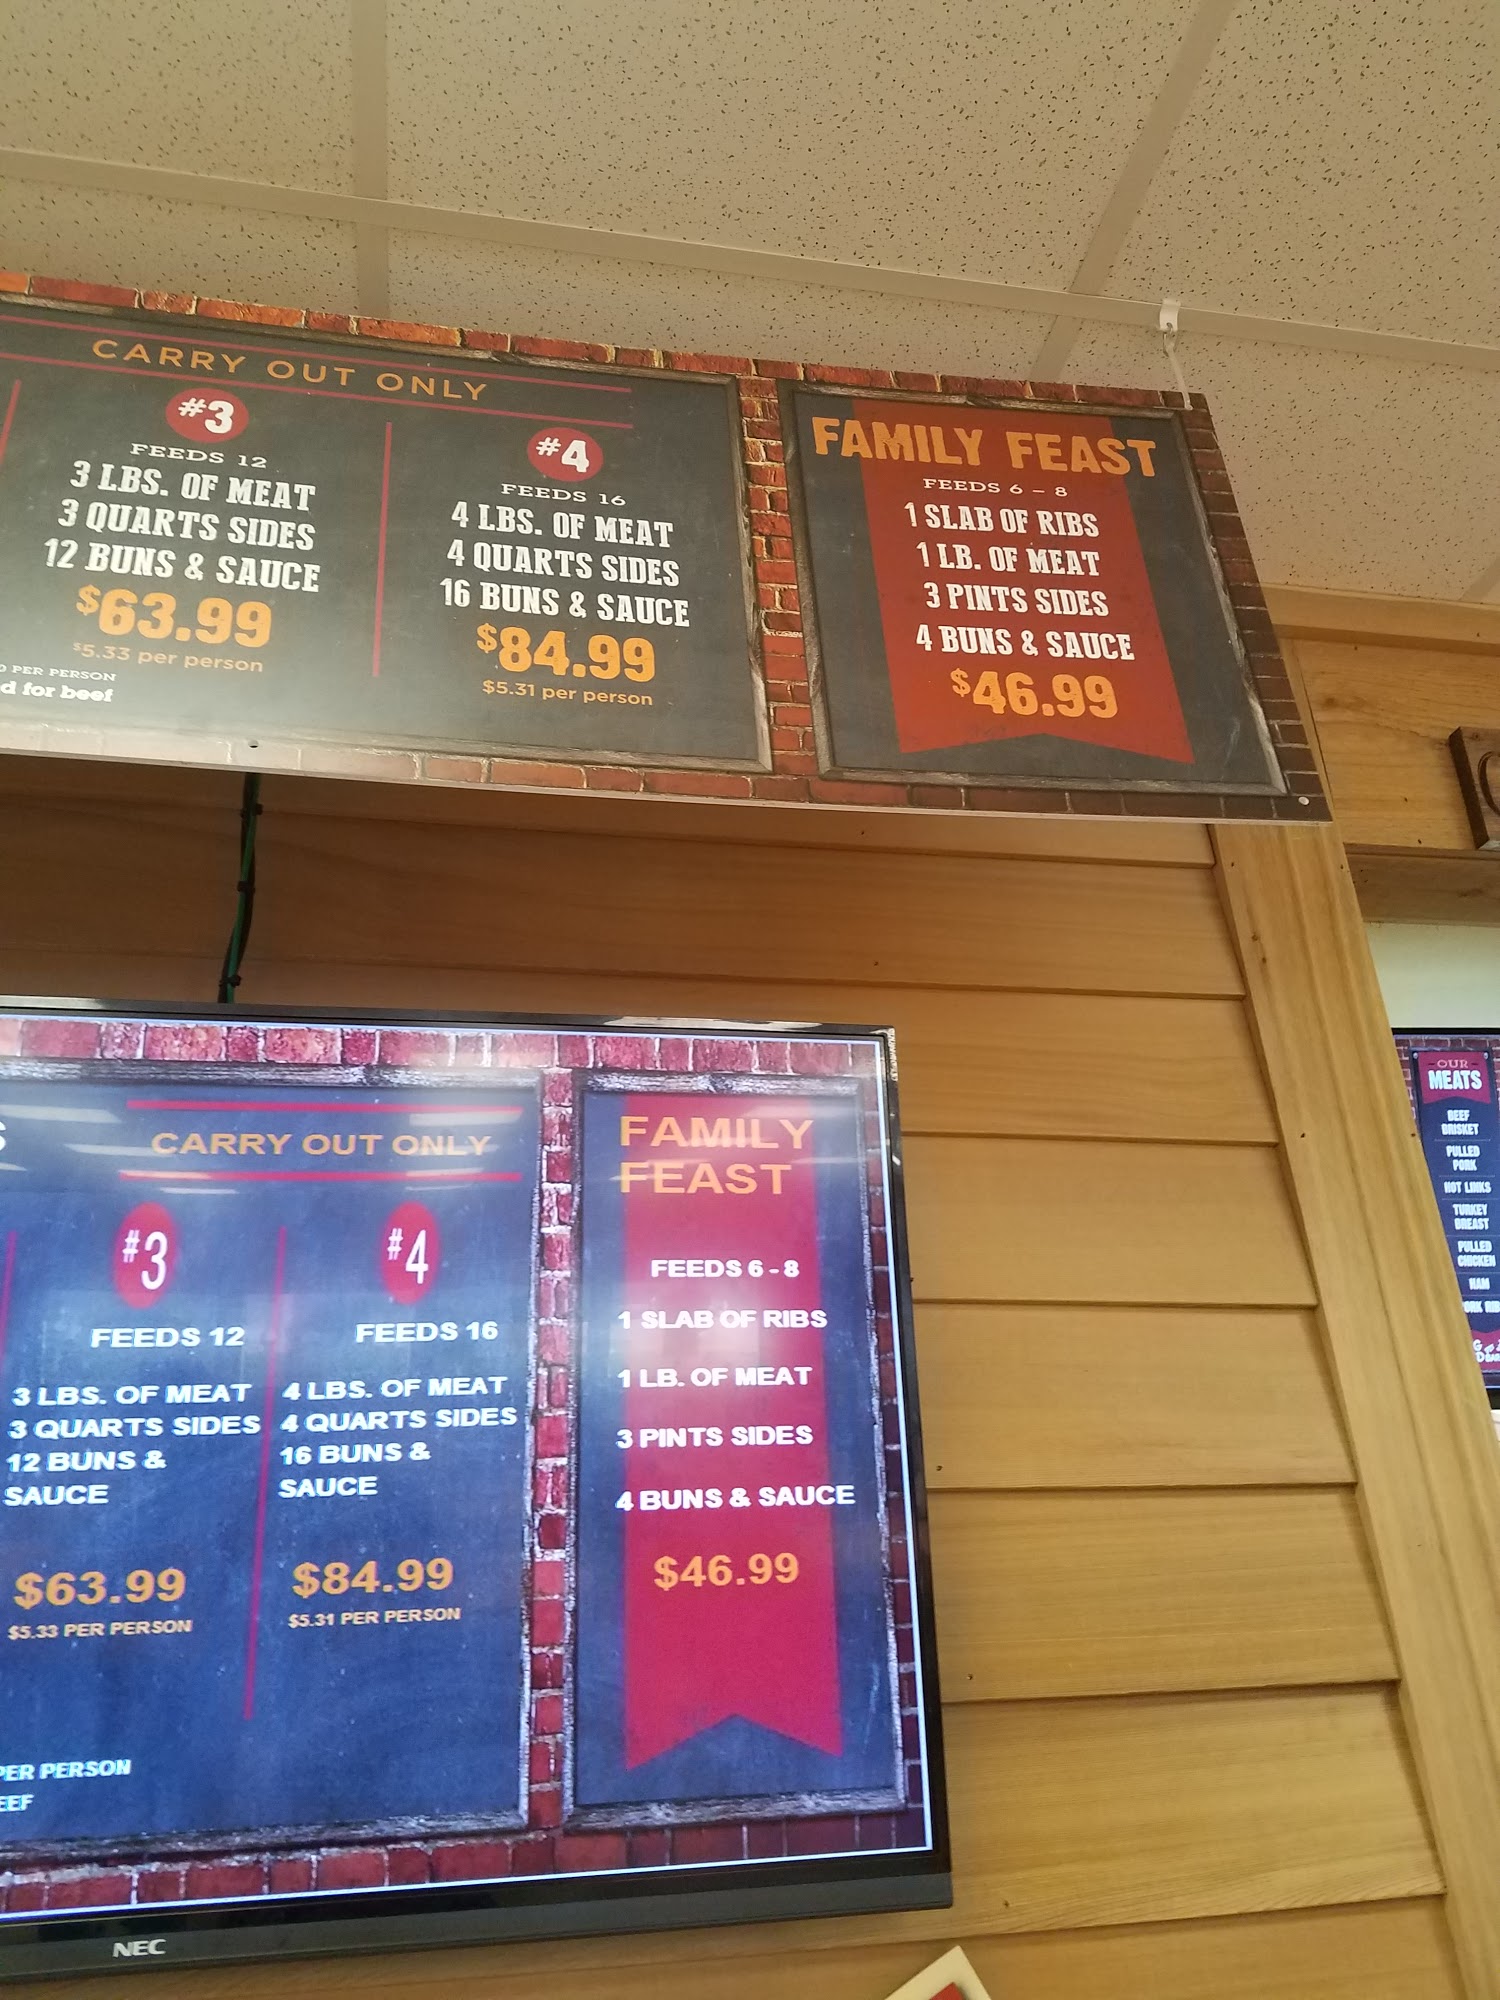 CARRY OUT ONLY
#3
FEEDS 12
3 LBS. OF MEAT
3 QUARTS SIDES
12 BUNS & SAUCE
$63.99
$5.33 per person
PER PERSON
d for beef
#4
FEEDS 16
4 LBS. OF MEAT
4 QUARTS SIDES
16 BUNS & SAUCE
$84.99
$5.31 per person
FAMILY FEAST
FEEDS 6 – 8
1 SLAB OF RIBS
1 LB. OF MEAT
3 PINTS SIDES
4 BUNS & SAUCE
$46.99
S
CARRY OUT ONLY
#3
FEEDS 12
3 LBS. OF MEAT
3 QUARTS SIDES
12 BUNS &
SAUCE
$63.99
$5.33 PER PERSON
PER PERSON
EEF
#4
FEEDS 16
4 LBS. OF MEAT
4 QUARTS SIDES
16 BUNS &
SAUCE
$84.99
$5.31 PER PERSON
FAMILY
FEAST
FEEDS 6 - 8
1 SLAB OF RIBS
1 LB. OF MEAT
3 PINTS SIDES
4 BUNS & SAUCE
$46.99
NEC
OUR
MEATS
BEEF
BRISKET
PULLED
PORK
HOT LINKS
TURKEY
BREAST
PULLED
CHICKEN
HAM
ORK RIB